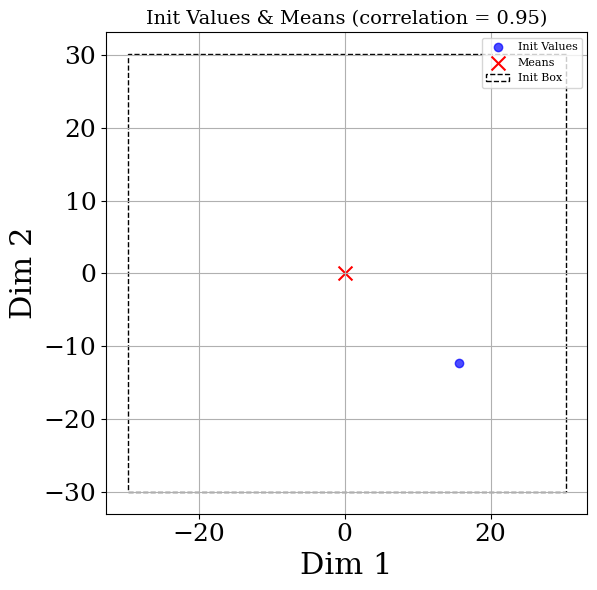 Init Values & Means (correlation = 0.95)
Init Values
Means
Init Box
30
20
10
0
−10
−20
−30
Dim 2
−20
0
20
Dim 1